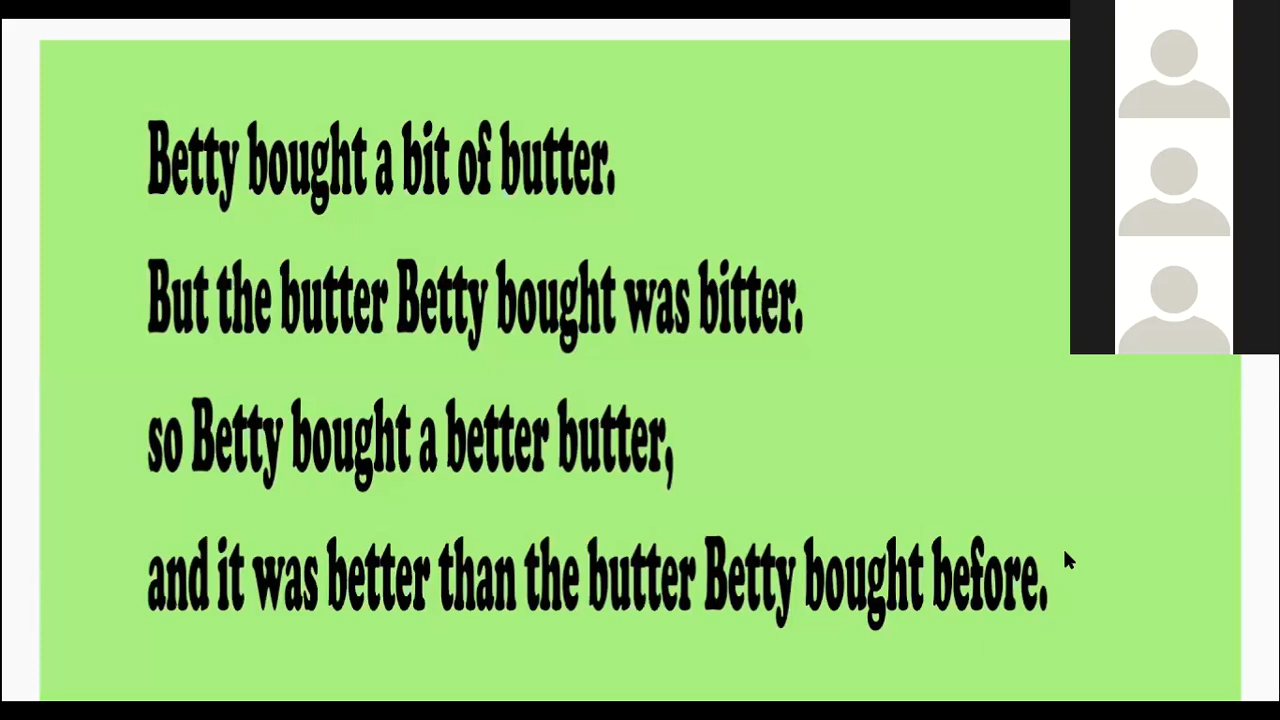 Betty bought a bit of butter.
But the butter Betty bought was bitter.
so Betty bought a better butter,
and it was better than the butter Betty bought before.